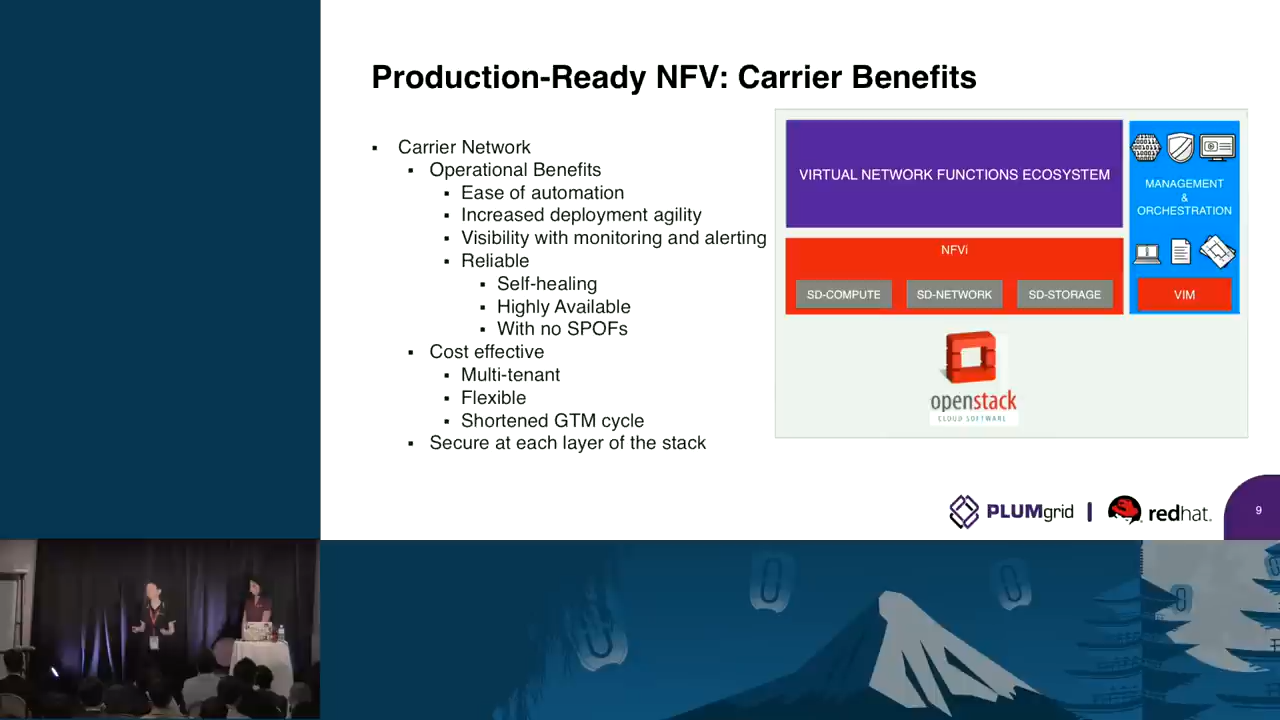 Production-Ready NFV: Carrier Benefits
Carrier Network
Operational Benefits
Ease of automation
Increased deployment agility
Visibility with monitoring and alerting
Reliable
Self-healing
Highly Available
With no SPOFs
Cost effective
Multi-tenant
Flexible
Shortened GTM cycle
Secure at each layer of the stack
VIRTUAL NETWORK FUNCTIONS ECOSYSTEM
MANAGEMENT
&
ORCHESTRATION
NFVi
SD-COMPUTE
SD-NETWORK
SD-STORAGE
VIM
openstack
CLOUD SOFTWARE
PLUMgrid
redhat.
9